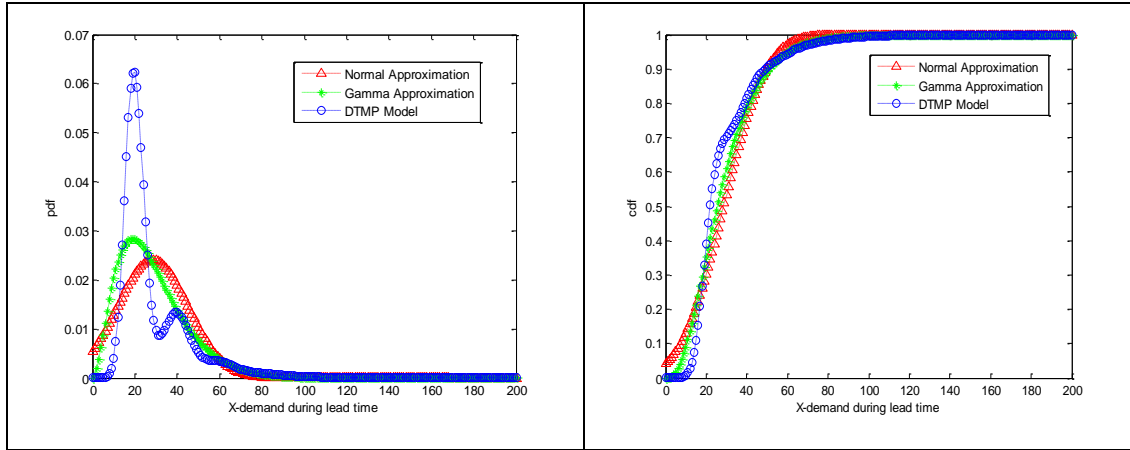 0.07
0.06
0.05
0.04
0.03
0.02
0.01
0
pdf
0 20 40 60 80 100 120 140 160 180 200
X-demand during lead time
Normal Approximation
Gamma Approximation
DTMP Model
1
0.9
0.8
0.7
0.6
0.5
0.4
0.3
0.2
0.1
0
cdf
0 20 40 60 80 100 120 140 160 180 200
X-demand during lead time
Normal Approximation
Gamma Approximation
DTMP Model